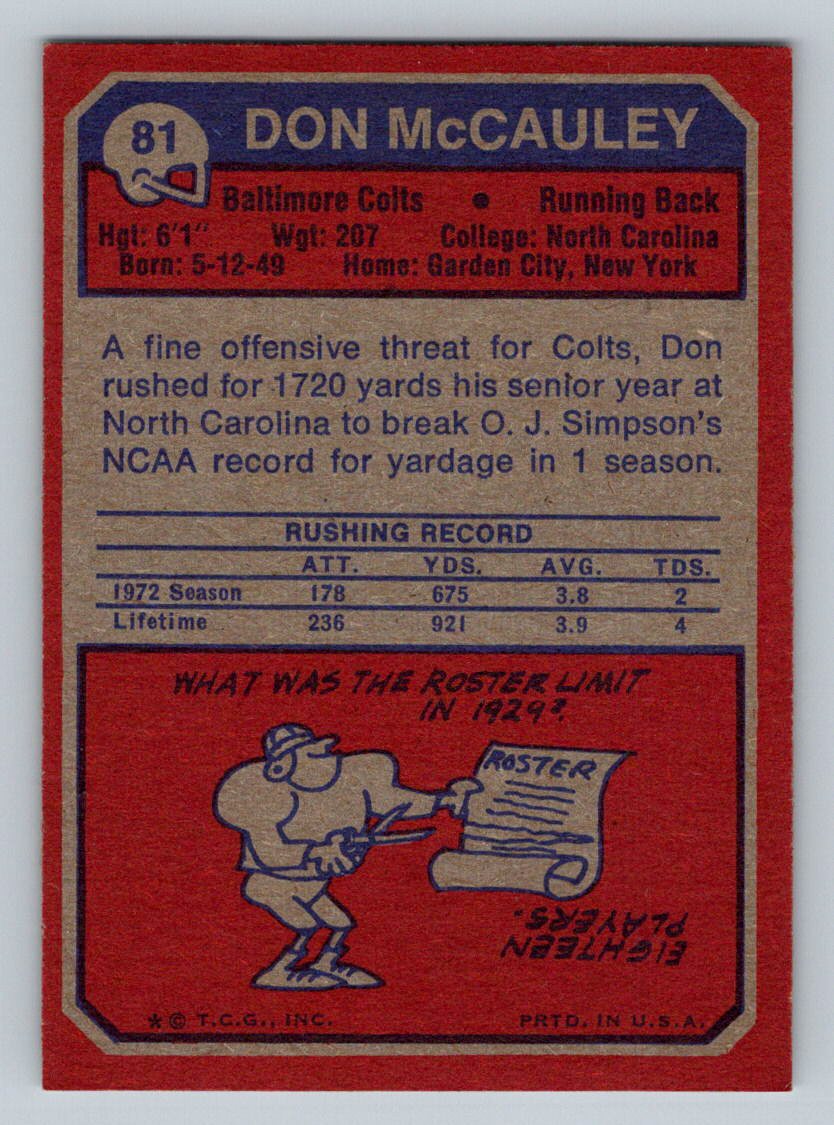 81
DON McCAULEY
Baltimore Colts • Running Back
Hgt: 6'1" Wgt: 207 College: North Carolina
Born: 5-12-49 Home: Garden City, New York
A fine offensive threat for Colts, Don
rushed for 1720 yards his senior year at
North Carolina to break O. J. Simpson's
NCAA record for yardage in 1 season.
RUSHING RECORD
ATT. YDS. AVG. TDS.
1972 Season 178 675 3.8 2
Lifetime 236 921 3.9 4
WHAT WAS THE ROSTER LIMIT
IN 1929?
ROSTER
EIGHTEEN
PLAYERS.
* © T.C.G., INC. PRTD. IN U.S.A.